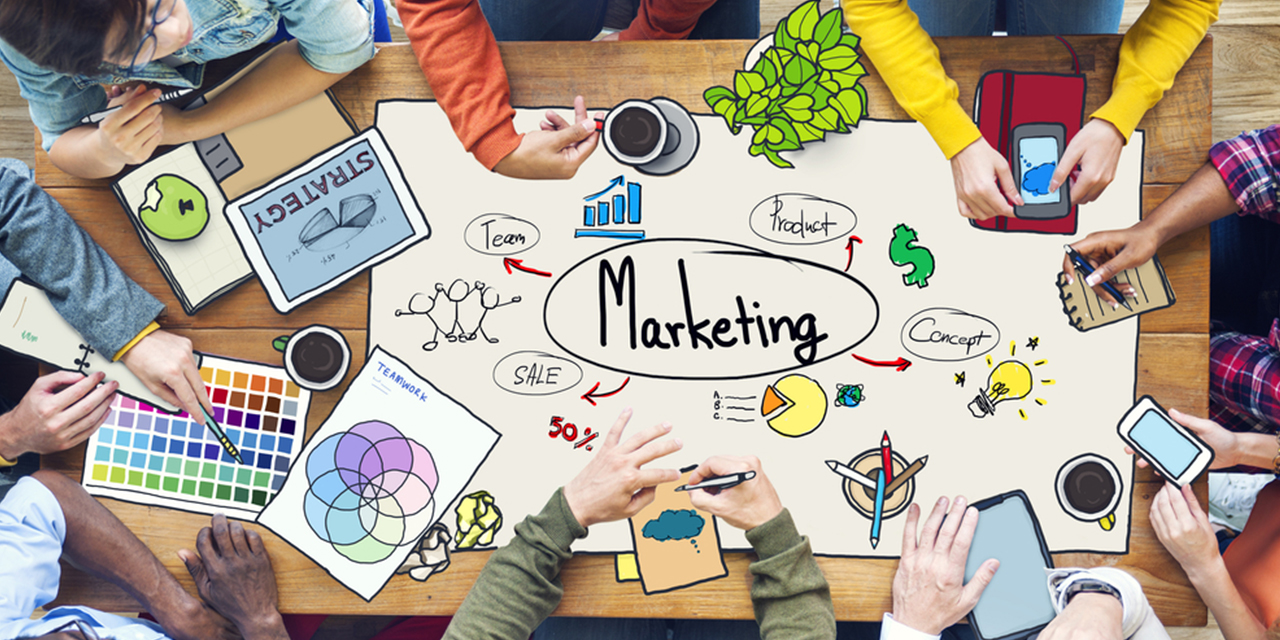 STRATEGY
Team
Product
Marketing
Concept
SALE
50%
TEAMWORK
A.
B.
C.